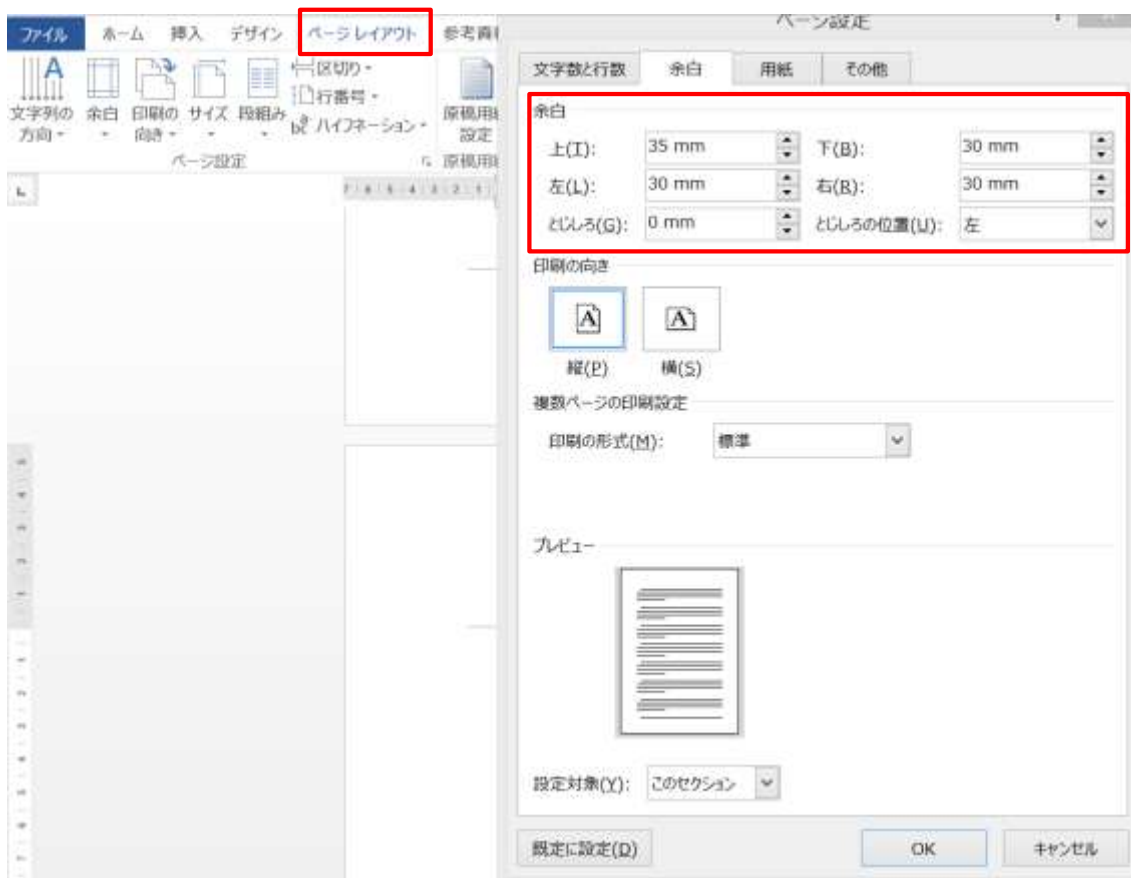 ファイル ホーム 挿入 デザイン ページ レイアウト 参考資
文字列の方向 余白 印刷の向き サイズ 段組み
区切り
行番号
ハイフネーション
原稿用
設定
ページ設定
原稿用
ページ設定
文字数と行数 余白 用紙 その他
余白
上(T): 35 mm 下(B): 30 mm
左(L): 30 mm 右(R): 30 mm
とじしろ(G): 0 mm とじしろの位置(U): 左
印刷の向き
A A
縦(P) 横(S)
複数ページの印刷設定
印刷の形式(M): 標準
プレビュー
設定対象(Y): このセクション
既定に設定(D) OK キャンセル